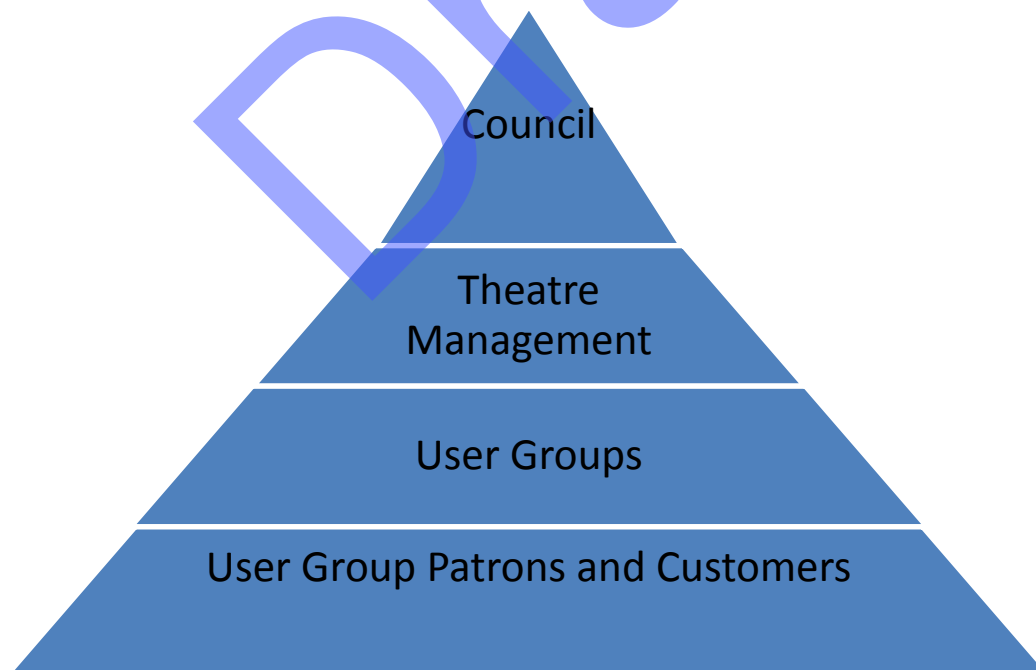 Council
Theatre
Management
User Groups
User Group Patrons and Customers